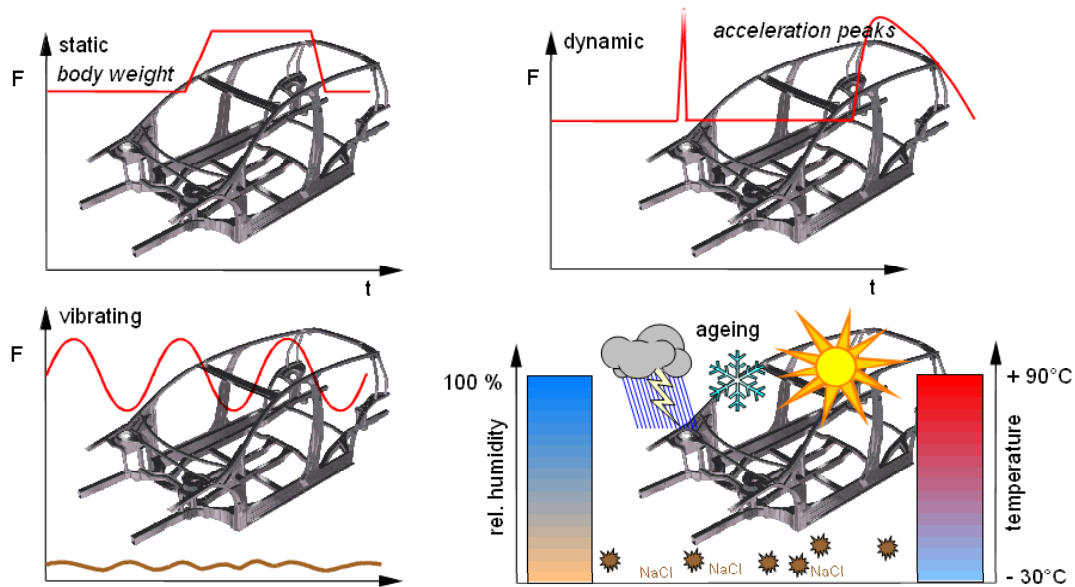 static
body weight
F
t
dynamic
acceleration peaks
F
t
vibrating
F
ageing
100 %
rel. humidity
+ 90°C
temperature
- 30°C
NaCl
NaCl
NaCl